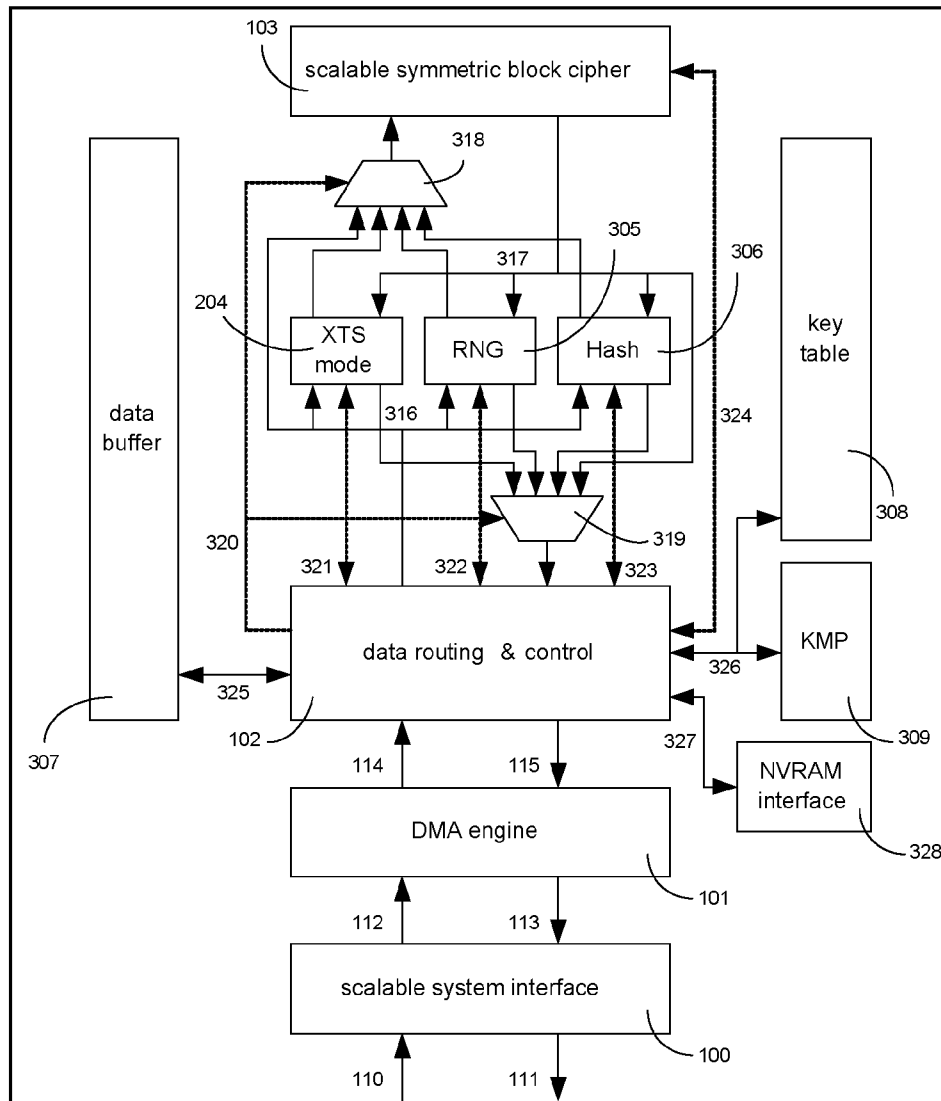 103
scalable symmetric block cipher
318
305
317
306
204
XTS
mode
RNG
Hash
key
table
data
buffer
316
324
308
320
321
322
319
323
data routing & control
KMP
325
326
102
327
309
307
114
115
NVRAM
interface
DMA engine
328
101
112
113
scalable system interface
100
110
111